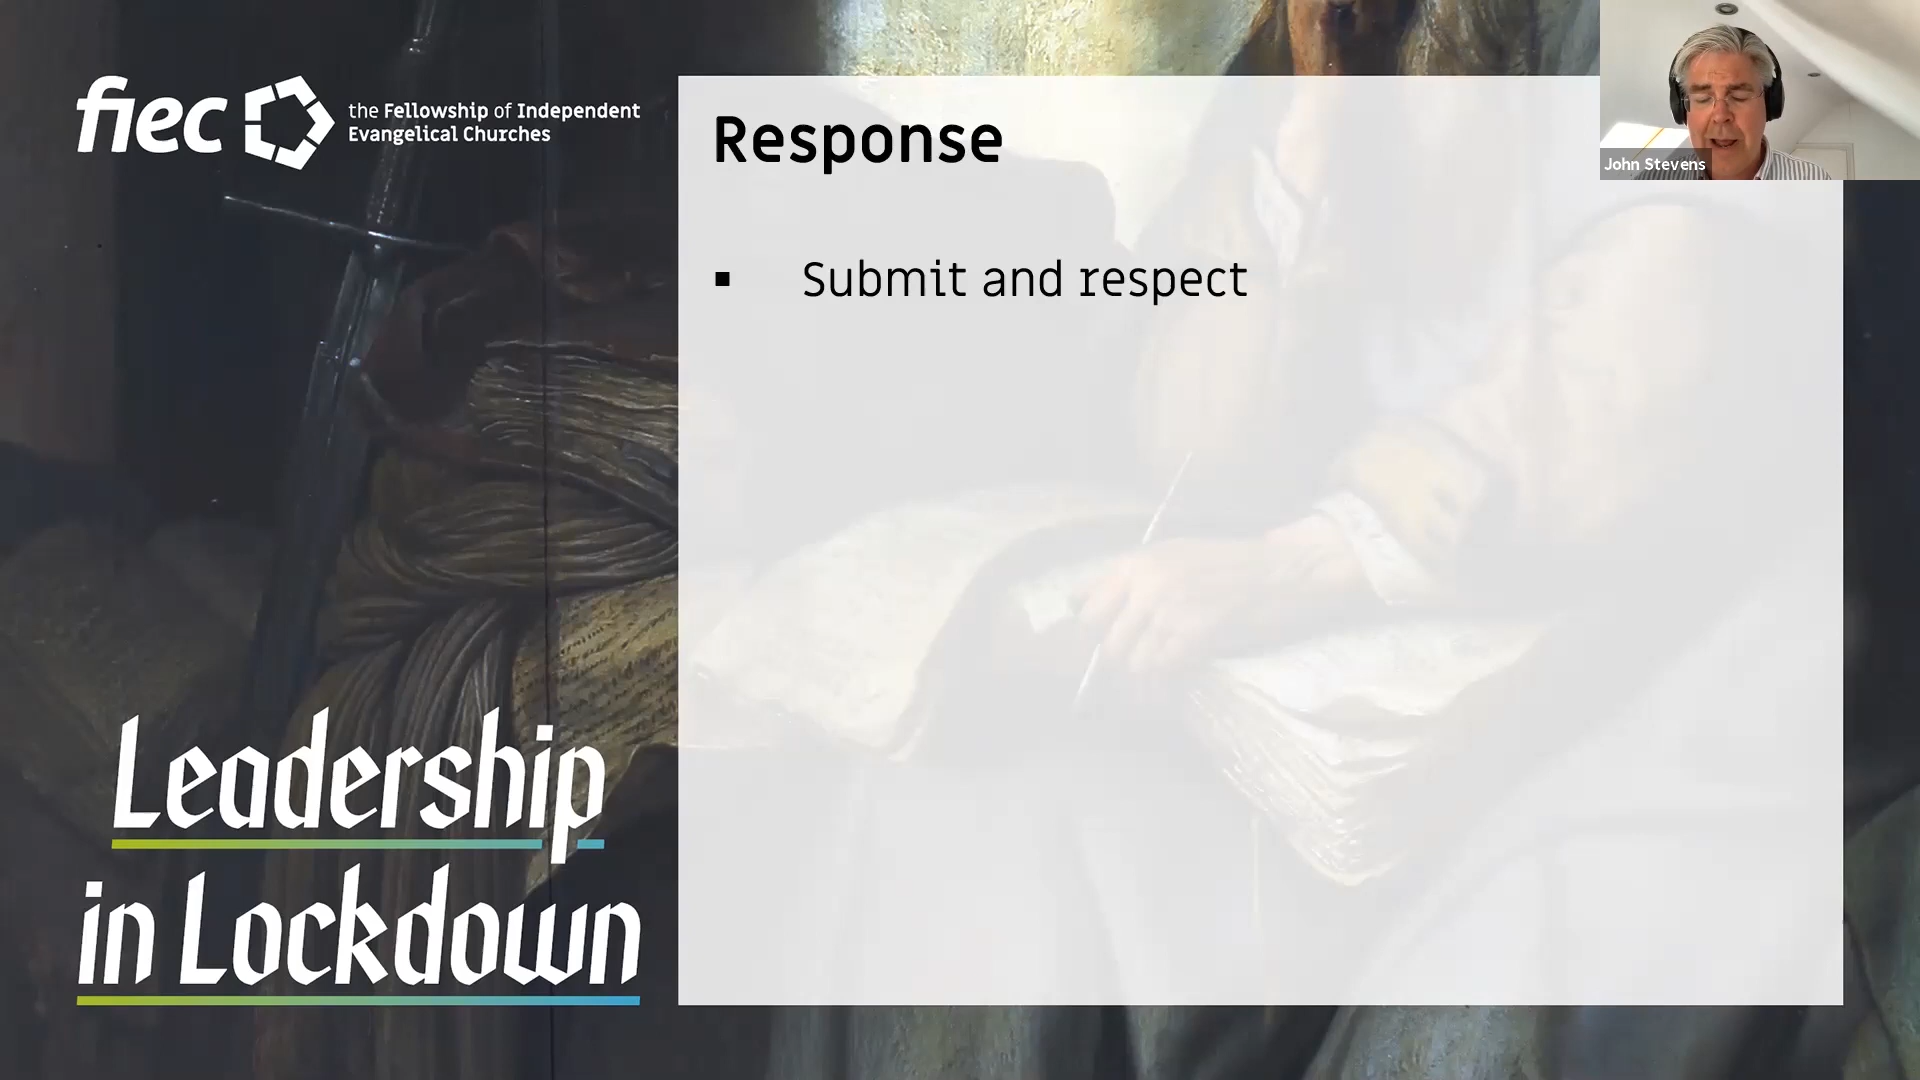 fiec
the Fellowship of Independent
Evangelical Churches
Response
▪ Submit and respect
John Stevens
Leadership
in Lockdown